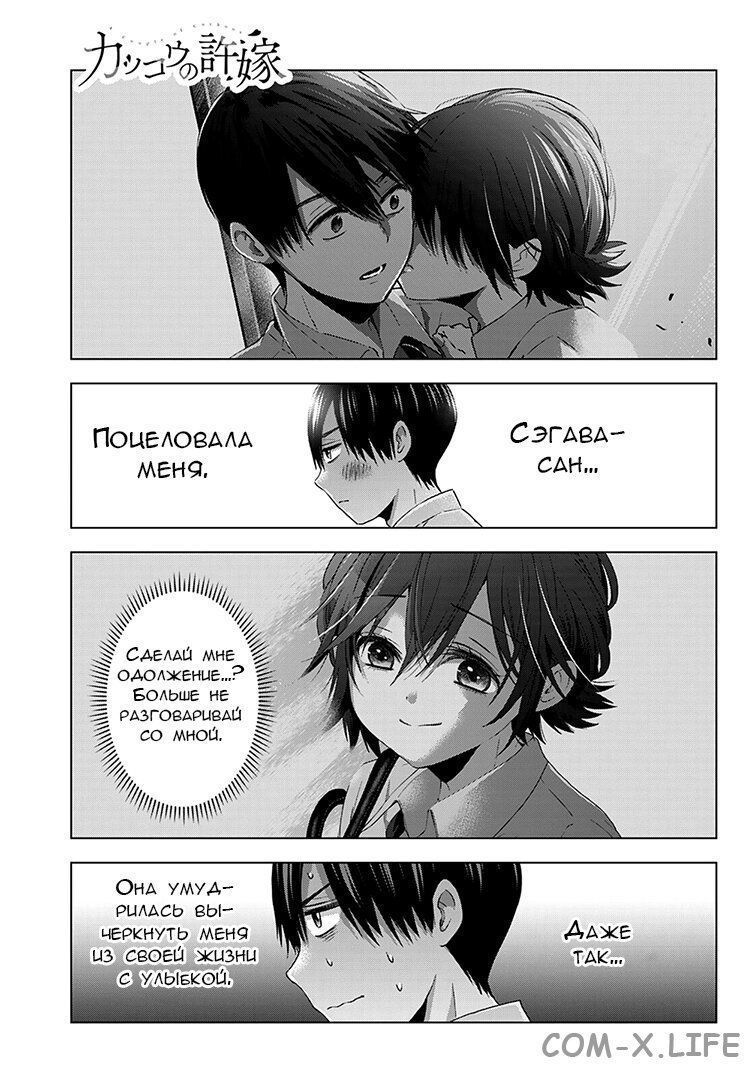 カッコウの許嫁
Сэгава-
сан...
Поцеловала
меня.
Сделай мне
одолжение...?
Больше не
разговаривай
со мной.
Даже
так...
Она умуд-
рилась вы-
черкнуть меня
из своей жизни
с улыбкой.
COM-X.LIFE